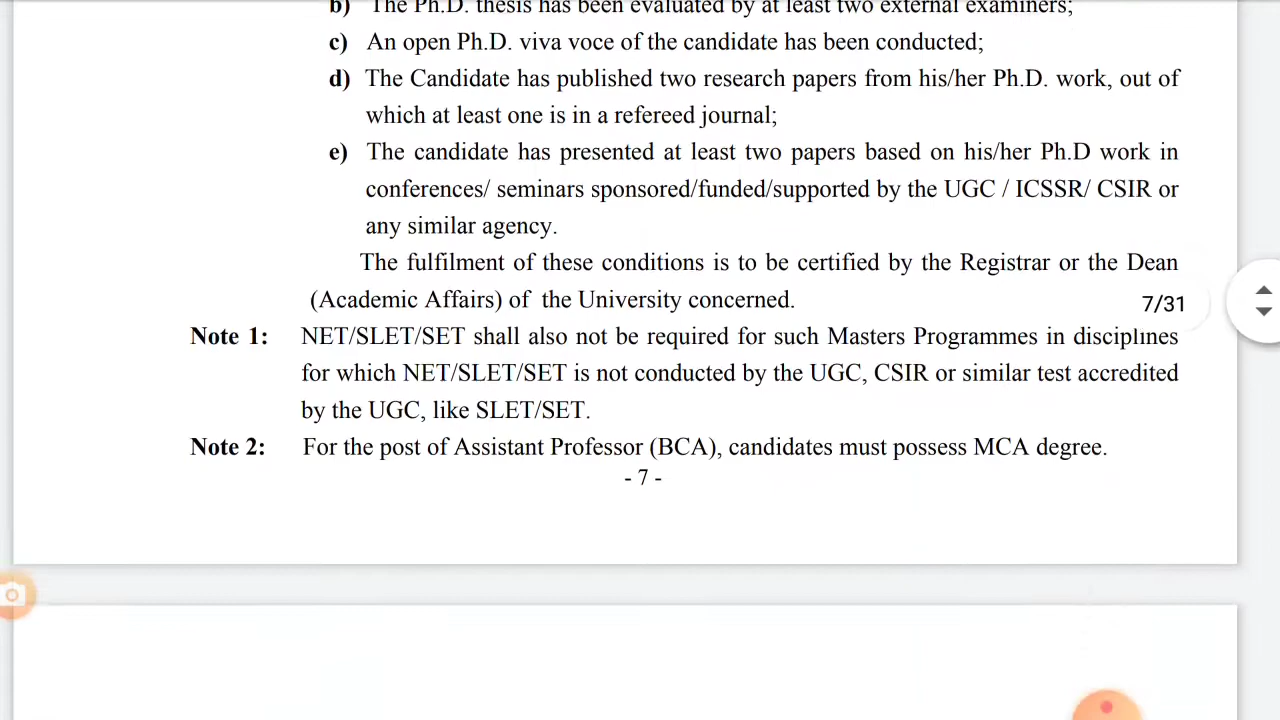 b) The Ph.D. thesis has been evaluated by at least two external examiners;
c) An open Ph.D. viva voce of the candidate has been conducted;
d) The Candidate has published two research papers from his/her Ph.D. work, out of
which at least one is in a refereed journal;
e) The candidate has presented at least two papers based on his/her Ph.D work in
conferences/ seminars sponsored/funded/supported by the UGC / ICSSR/ CSIR or
any similar agency.
The fulfilment of these conditions is to be certified by the Registrar or the Dean
(Academic Affairs) of the University concerned.
7/31
Note 1: NET/SLET/SET shall also not be required for such Masters Programmes in disciplines
for which NET/SLET/SET is not conducted by the UGC, CSIR or similar test accredited
by the UGC, like SLET/SET.
Note 2: For the post of Assistant Professor (BCA), candidates must possess MCA degree.
- 7 -